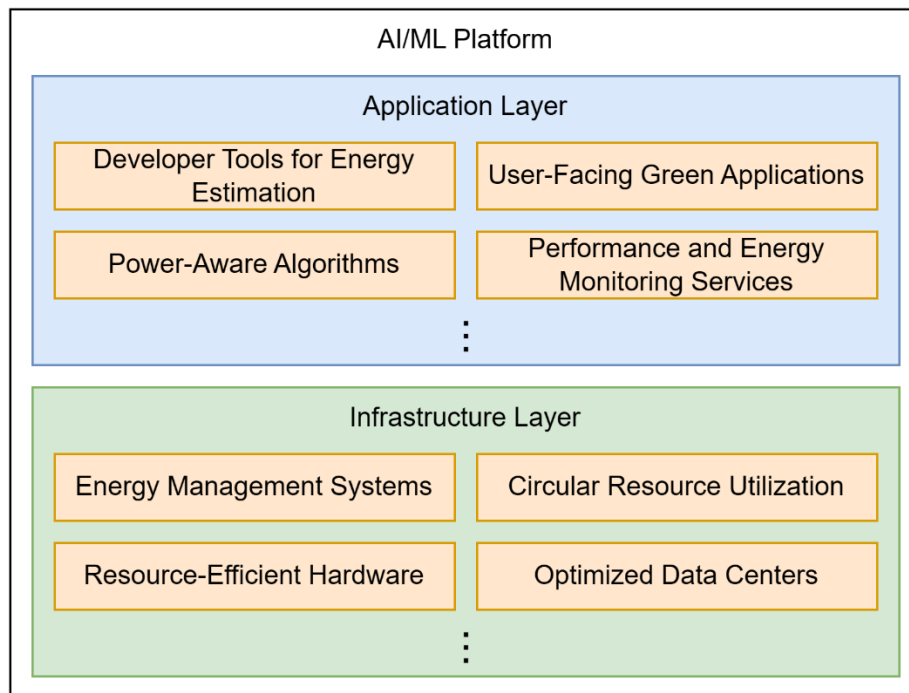 AI/ML Platform
Application Layer
Developer Tools for Energy
Estimation
User-Facing Green Applications
Power-Aware Algorithms
Performance and Energy
Monitoring Services
Infrastructure Layer
Energy Management Systems
Circular Resource Utilization
Resource-Efficient Hardware
Optimized Data Centers